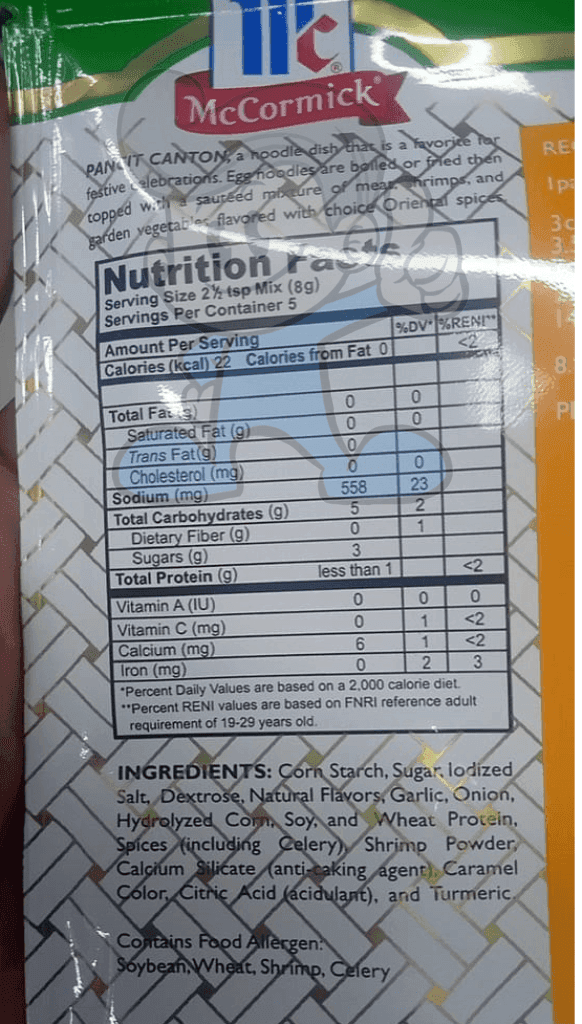 Mc
McCormick®
PANCIT CANTON, a noodle dish that is a favorite for
festive celebrations. Egg noodles are boiled or fried then
topped with a sauteéd mixture of meat, shrimps, and
garden vegetables flavored with choice Oriental spices.
Nutrition Facts
Serving Size 2½ tsp Mix (8g)
Servings Per Container 5
%DV* %RENI**
Amount Per Serving
Calories (kcal) 22 Calories from Fat 0 <2
Total Fat (g) 0 0
Saturated Fat (g) 0 0
Trans Fat(g) 0
Cholesterol (mg) 0 0
Sodium (mg) 558 23
Total Carbohydrates (g) 5 2
Dietary Fiber (g) 0 1
Sugars (g) 3
Total Protein (g) less than 1 <2
Vitamin A (IU) 0 0 0
Vitamin C (mg) 0 1 <2
Calcium (mg) 6 1 <2
Iron (mg) 0 2 3
*Percent Daily Values are based on a 2,000 calorie diet.
**Percent RENI values are based on FNRI reference adult
requirement of 19-29 years old.
INGREDIENTS: Corn Starch, Sugar, Iodized
Salt, Dextrose, Natural Flavors, Garlic, Onion,
Hydrolyzed Corn, Soy, and Wheat Protein,
Spices (including Celery), Shrimp Powder,
Calcium Silicate (anti-caking agent), Caramel
Color, Citric Acid (acidulant), and Turmeric.
Contains Food Allergen:
Soybean, Wheat, Shrimp, Celery
RE
1 pa
3c
3.
8.